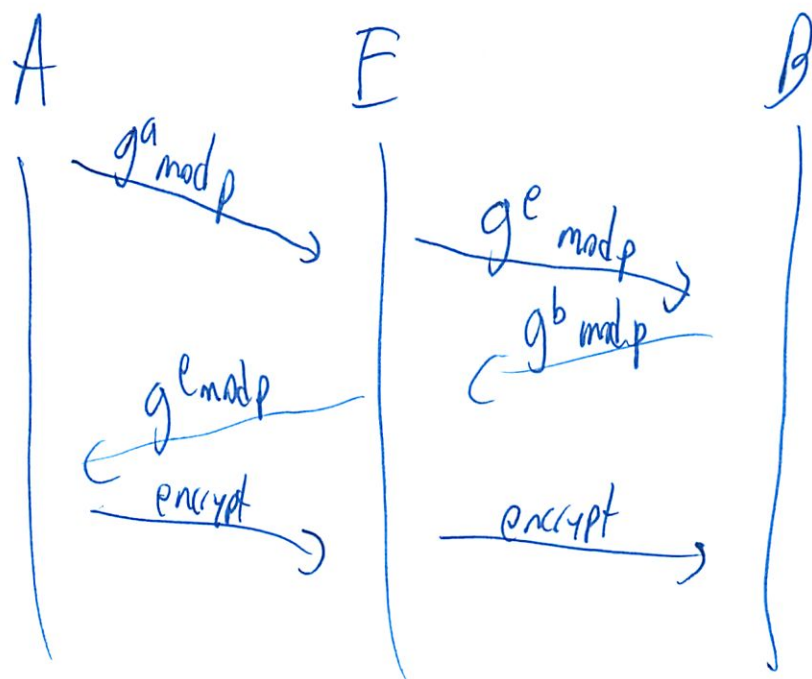 A E B
g^a mod p
g^e mod p
g^b mod p
g^e mod p
encrypt
encrypt